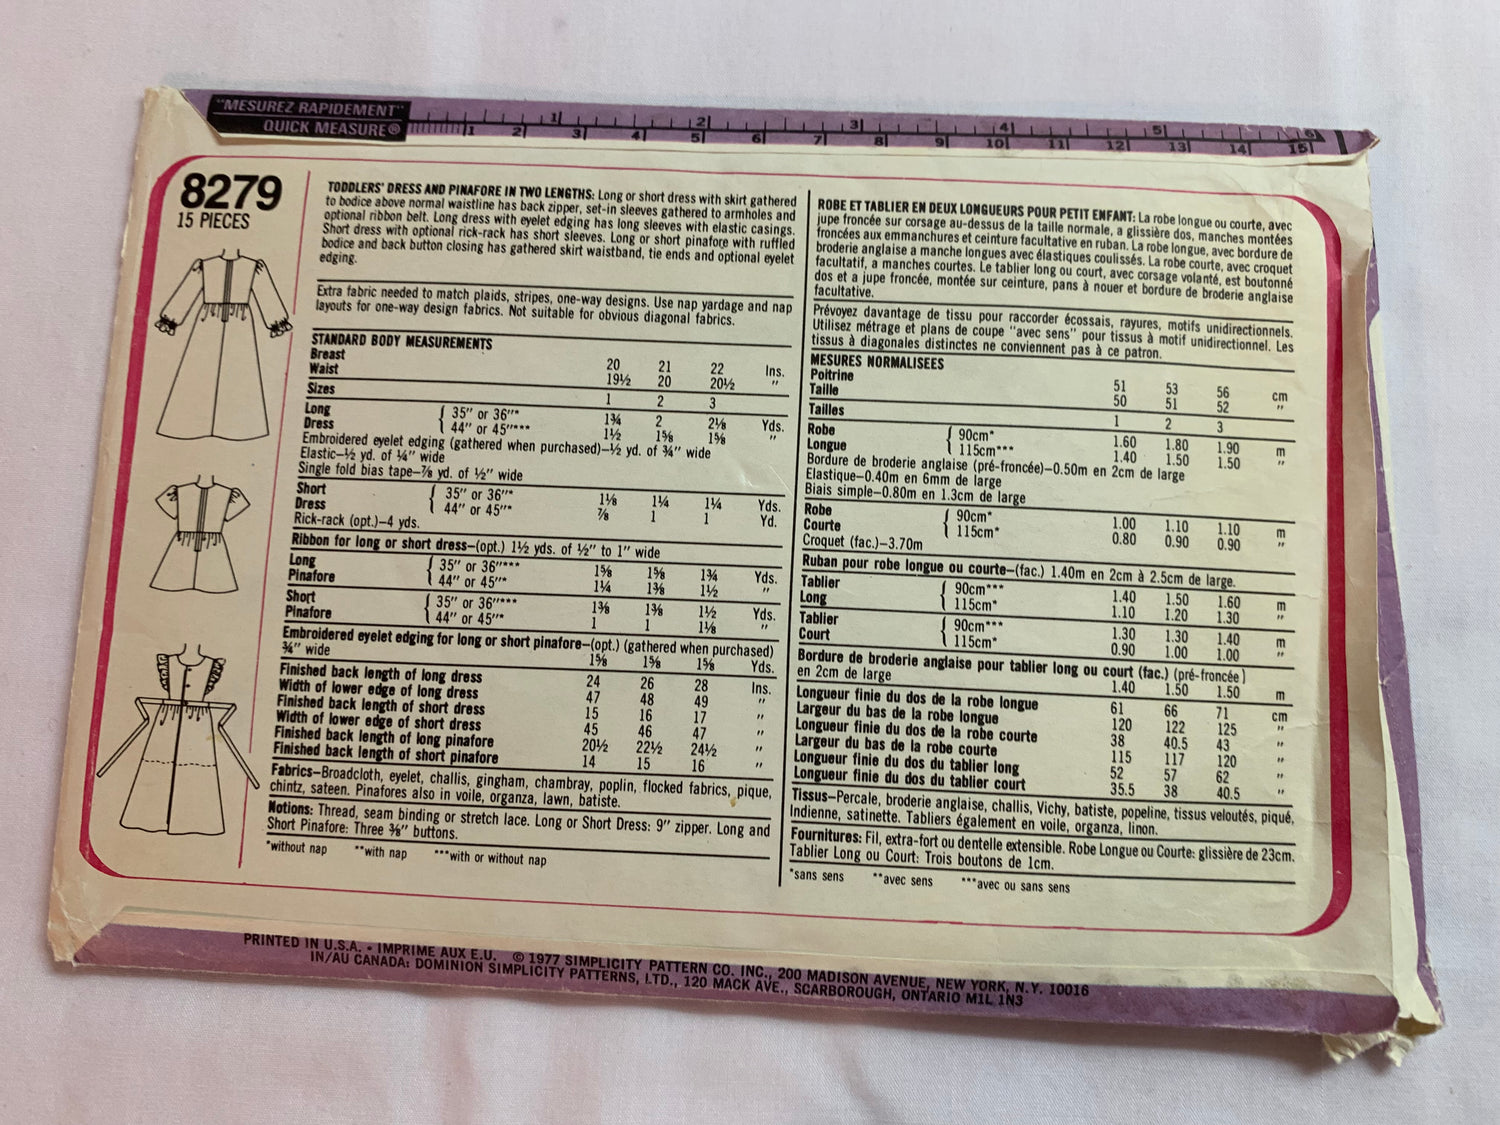 "MESUREZ RAPIDEMENT"
QUICK MEASURE®
1 2 3 4 5 6
1 2 3 4 5 6 7 8 9 10 11 12 13 14 15
8279
15 PIECES
TODDLERS' DRESS AND PINAFORE IN TWO LENGTHS: Long or short dress with skirt gathered
to bodice above normal waistline has back zipper, set-in sleeves gathered to armholes and
optional ribbon belt. Long dress with eyelet edging has long sleeves with elastic casings.
Short dress with optional rick-rack has short sleeves. Long or short pinafore with ruffled
bodice and back button closing has gathered skirt waistband, tie ends and optional eyelet
edging.
Extra fabric needed to match plaids, stripes, one-way designs. Use nap yardage and nap
layouts for one-way design fabrics. Not suitable for obvious diagonal fabrics.
STANDARD BODY MEASUREMENTS
Breast 20 21 22 Ins.
Waist 19½ 20 20½ "
Sizes 1 2 3
Long { 35" or 36"* 1¾ 2 2⅛ Yds.
Dress { 44" or 45"*** 1½ 1⅝ 1⅝ "
Embroidered eyelet edging (gathered when purchased)–½ yd. of ¾" wide
Elastic–½ yd. of ¼" wide
Single fold bias tape–⅞ yd. of ½" wide
Short { 35" or 36"* 1⅛ 1¼ 1¼ Yds.
Dress { 44" or 45"* ⅞ 1 1 Yd.
Rick-rack (opt.)–4 yds.
Ribbon for long or short dress–(opt.) 1½ yds. of ½" to 1" wide
Long { 35" or 36"*** 1⅝ 1⅝ 1¾ Yds.
Pinafore { 44" or 45"* 1¼ 1⅜ 1½ "
Short { 35" or 36"*** 1⅜ 1⅜ 1½ Yds.
Pinafore { 44" or 45"* 1 1 1⅛ "
Embroidered eyelet edging for long or short pinafore–(opt.) (gathered when purchased)
¾" wide 1⅝ 1⅝ 1⅝ Yds.
Finished back length of long dress 24 26 28 Ins.
Width of lower edge of long dress 47 48 49 "
Finished back length of short dress 15 16 17 "
Width of lower edge of short dress 45 46 47 "
Finished back length of long pinafore 20½ 22½ 24½ "
Finished back length of short pinafore 14 15 16 "
Fabrics–Broadcloth, eyelet, challis, gingham, chambray, poplin, flocked fabrics, pique,
chintz, sateen. Pinafores also in voile, organza, lawn, batiste.
Notions: Thread, seam binding or stretch lace. Long or Short Dress: 9" zipper. Long and
Short Pinafore: Three ⅜" buttons.
*without nap **with nap ***with or without nap
ROBE ET TABLIER EN DEUX LONGUEURS POUR PETIT ENFANT: La robe longue ou courte, avec
jupe froncée sur corsage au-dessus de la taille normale, a glissière dos, manches montées
froncées aux emmanchures et ceinture facultative en ruban. La robe longue, avec bordure de
broderie anglaise a manche longues avec élastiques coulissés. La robe courte, avec croquet
facultatif, a manches courtes. Le tablier long ou court, avec corsage volanté, est boutonné
dos et a jupe froncée, montée sur ceinture, pans à nouer et bordure de broderie anglaise
facultative.
Prévoyez davantage de tissu pour raccorder écossais, rayures, motifs unidirectionnels.
Utilisez métrage et plans de coupe "avec sens" pour tissus à motif unidirectionnel. Les
tissus à diagonales distinctes ne conviennent pas à ce patron.
MESURES NORMALISEES
Poitrine 51 53 56 cm
Taille 50 51 52 "
Tailles 1 2 3
Robe { 90cm* 1.60 1.80 1.90 m
Longue { 115cm*** 1.40 1.50 1.50 "
Bordure de broderie anglaise (pré-froncée)–0.50m en 2cm de large
Elastique–0.40m en 6mm de large
Biais simple–0.80m en 1.3cm de large
Robe { 90cm* 1.00 1.10 1.10 m
Courte { 115cm* 0.80 0.90 0.90 "
Croquet (fac.)–3.70m
Ruban pour robe longue ou courte–(fac.) 1.40m en 2cm à 2.5cm de large.
Tablier { 90cm*** 1.40 1.50 1.60 m
Long { 115cm* 1.10 1.20 1.30 "
Tablier { 90cm*** 1.30 1.30 1.40 m
Court { 115cm* 0.90 1.00 1.00 "
Bordure de broderie anglaise pour tablier long ou court (fac.) (pré-froncée)
en 2cm de large 1.40 1.50 1.50 m
Longueur finie du dos de la robe longue 61 66 71 cm
Largeur du bas de la robe longue 120 122 125 "
Longueur finie du dos de la robe courte 38 40.5 43 "
Largeur du bas de la robe courte 115 117 120 "
Longueur finie du dos du tablier long 52 57 62 "
Longueur finie du dos du tablier court 35.5 38 40.5 "
Tissus–Percale, broderie anglaise, challis, Vichy, batiste, popeline, tissus veloutés, piqué,
Indienne, satinette. Tabliers également en voile, organza, linon.
Fournitures: Fil, extra-fort ou dentelle extensible. Robe Longue ou Courte: glissière de 23cm.
Tablier Long ou Court: Trois boutons de 1cm.
*sans sens **avec sens ***avec ou sans sens
PRINTED IN U.S.A. • IMPRIME AUX E.U. © 1977 SIMPLICITY PATTERN CO. INC., 200 MADISON AVENUE, NEW YORK, N.Y. 10016
IN/AU CANADA: DOMINION SIMPLICITY PATTERNS, LTD., 120 MACK AVE., SCARBOROUGH, ONTARIO M1L 1N3